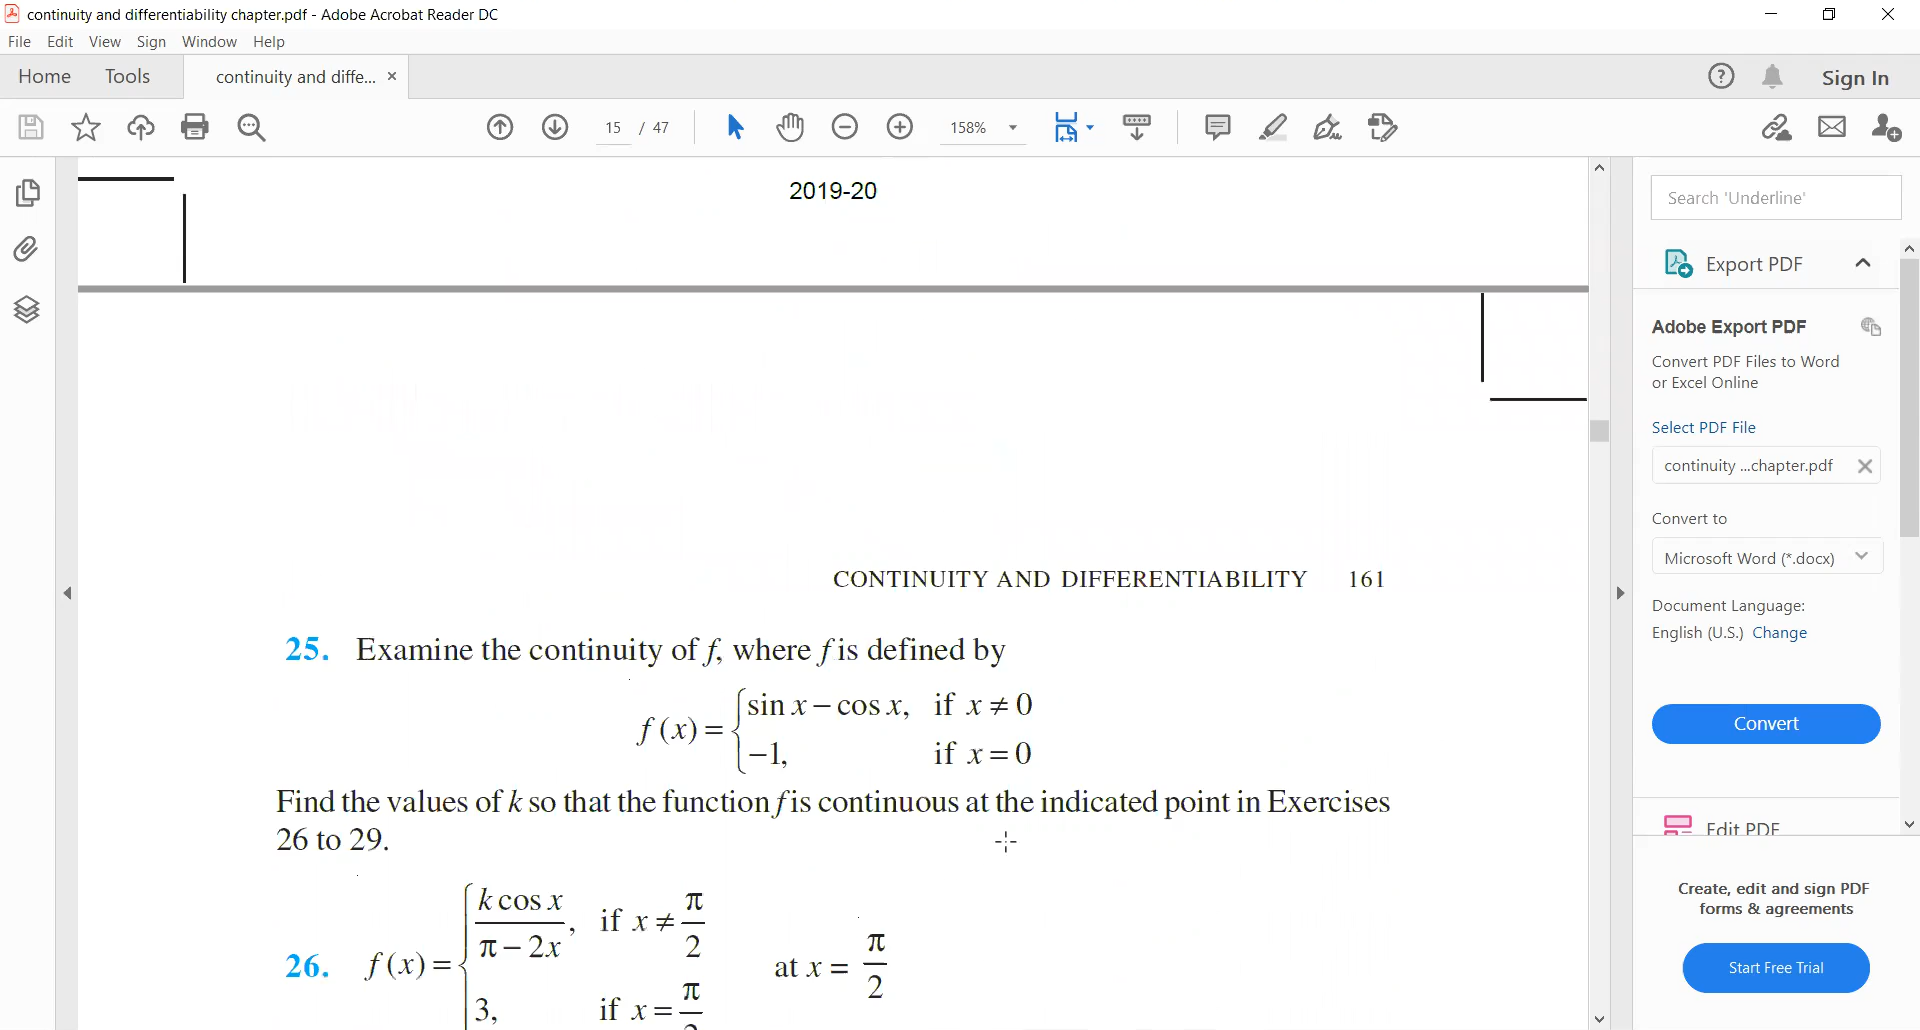 continuity and differentiability chapter.pdf - Adobe Acrobat Reader DC
File Edit View Sign Window Help
Home Tools continuity and diffe... × Sign In
15 / 47 158%
2019-20
Search 'Underline'
Export PDF
Adobe Export PDF
Convert PDF Files to Word
or Excel Online
Select PDF File
continuity ...chapter.pdf
Convert to
Microsoft Word (*.docx)
Document Language:
English (U.S.) Change
Convert
Edit PDF
Create, edit and sign PDF
forms & agreements
Start Free Trial
CONTINUITY AND DIFFERENTIABILITY 161
25. Examine the continuity of f, where f is defined by
f (x) = { sin x − cos x, if x ≠ 0
−1, if x = 0
Find the values of k so that the function f is continuous at the indicated point in Exercises
26 to 29.
26. f (x) = { k cos x / π − 2x, if x ≠ π/2
3, if x = π/2
at x = π/2